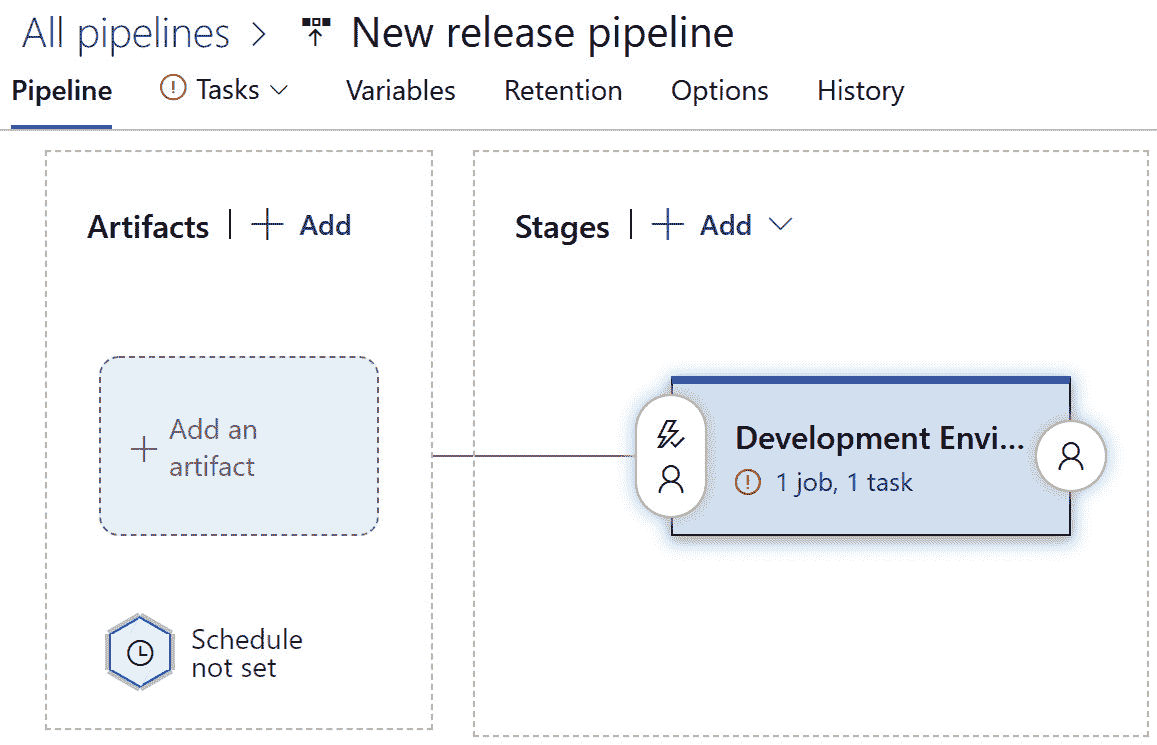 All pipelines > New release pipeline
Pipeline ! Tasks Variables Retention Options History
Artifacts | + Add
Stages | + Add
+ Add an
artifact
Development Envi...
! 1 job, 1 task
Schedule
not set